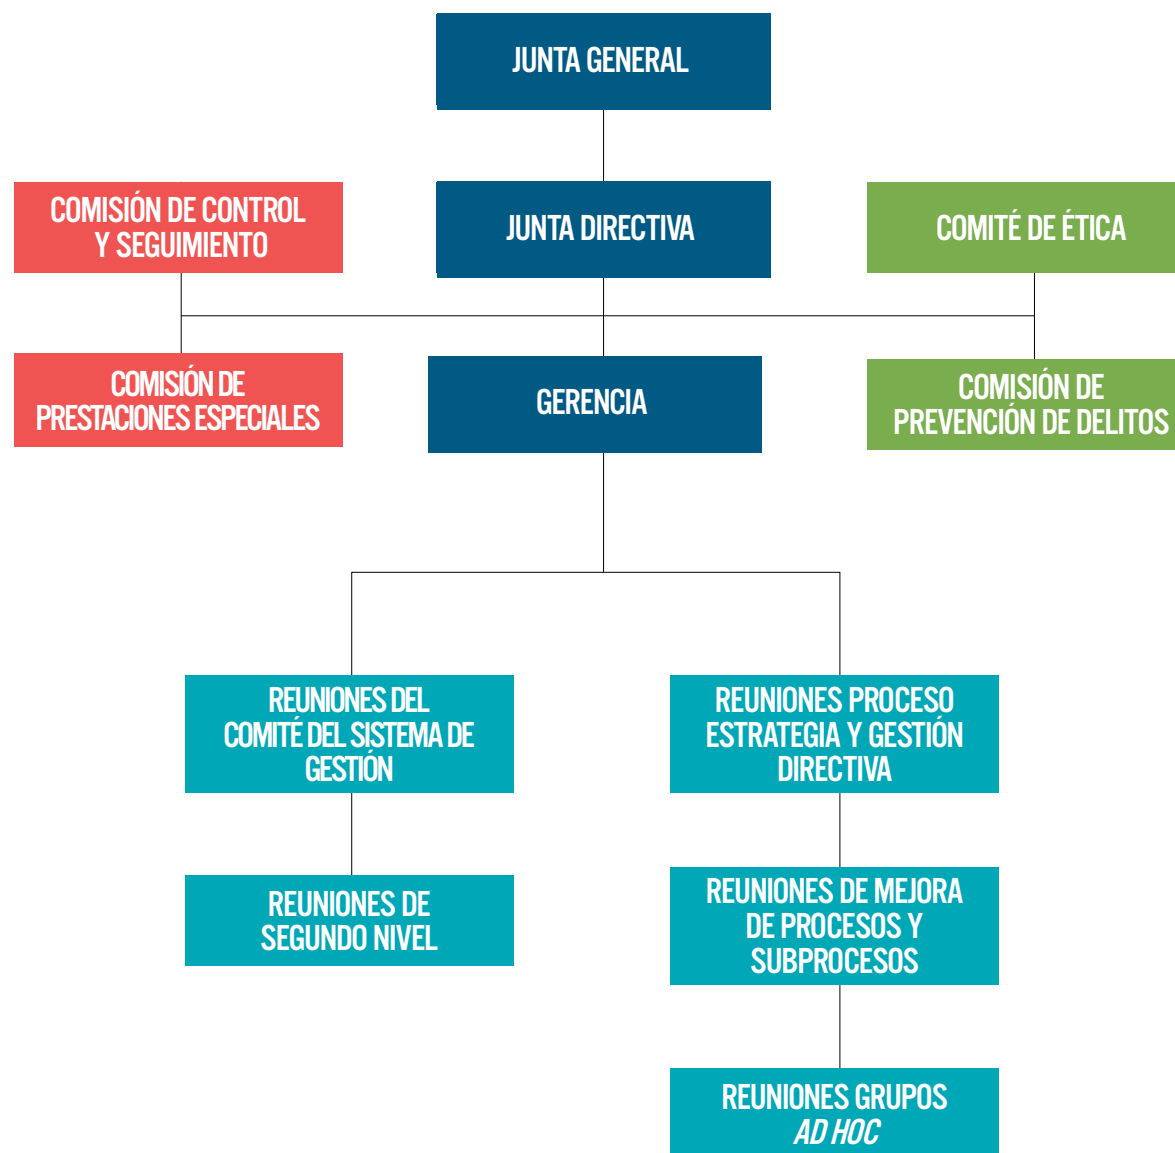 JUNTA GENERAL
COMISIÓN DE CONTROL
Y SEGUIMIENTO
JUNTA DIRECTIVA
COMITÉ DE ÉTICA
COMISIÓN DE
PRESTACIONES ESPECIALES
GERENCIA
COMISIÓN DE
PREVENCIÓN DE DELITOS
REUNIONES DEL
COMITÉ DEL SISTEMA DE
GESTIÓN
REUNIONES PROCESO
ESTRATEGIA Y GESTIÓN
DIRECTIVA
REUNIONES DE
SEGUNDO NIVEL
REUNIONES DE MEJORA
DE PROCESOS Y
SUBPROCESOS
REUNIONES GRUPOS
AD HOC